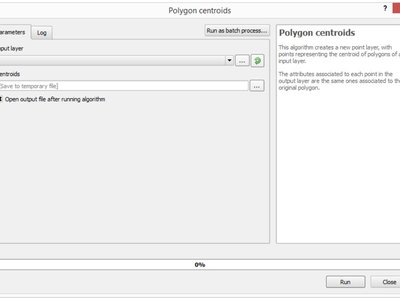 Polygon centroids
arameters
Log
Run as batch process...
nput layer
...
entroids
[Save to temporary file]
...
Open output file after running algorithm
Polygon centroids
This algorithm creates a new point layer, with
points representing the centroid of polygons of a
input layer.
The attributes associated to each point in the
output layer are the same ones associated to the
original polygon.
0%
Run
Close